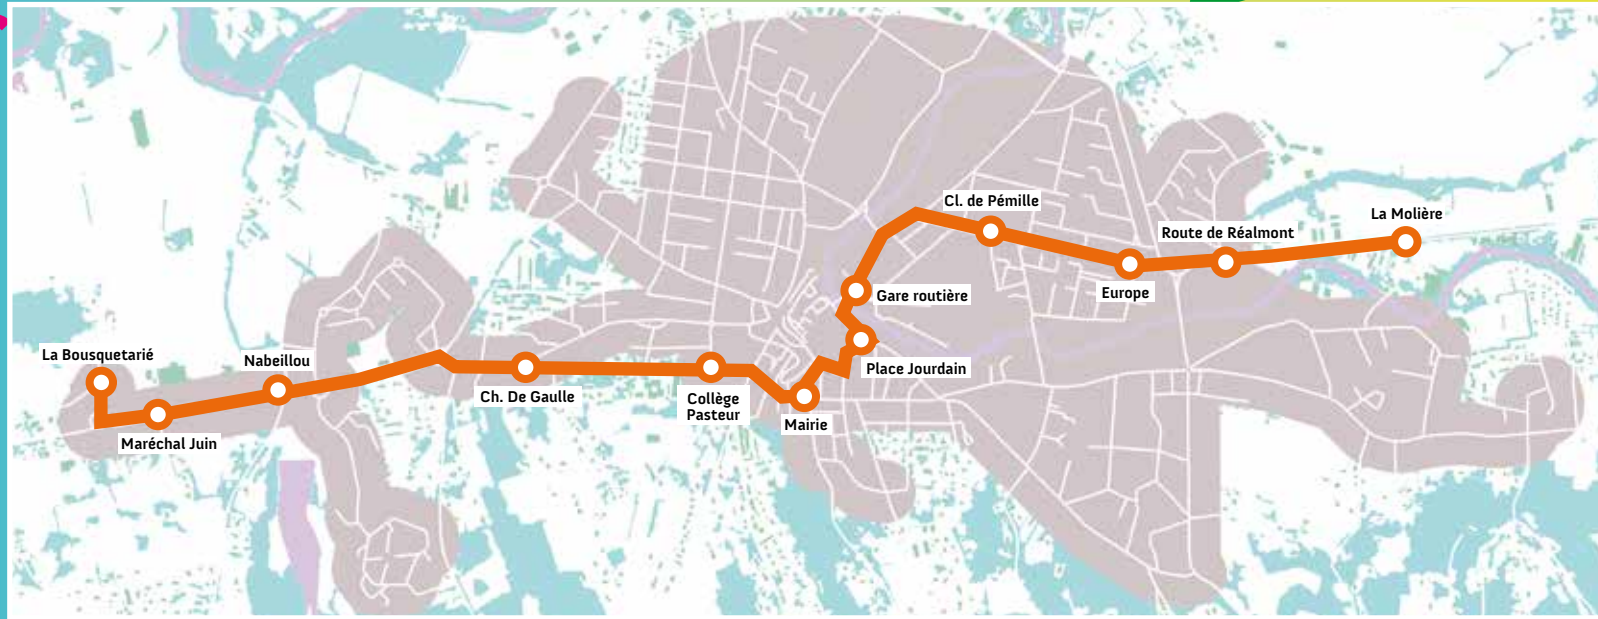 Cl. de Pémille
La Molière
Route de Réalmont
Europe
Gare routière
La Bousquetarié
Nabeillou
Place Jourdain
Ch. De Gaulle
Collège
Pasteur
Mairie
Maréchal Juin